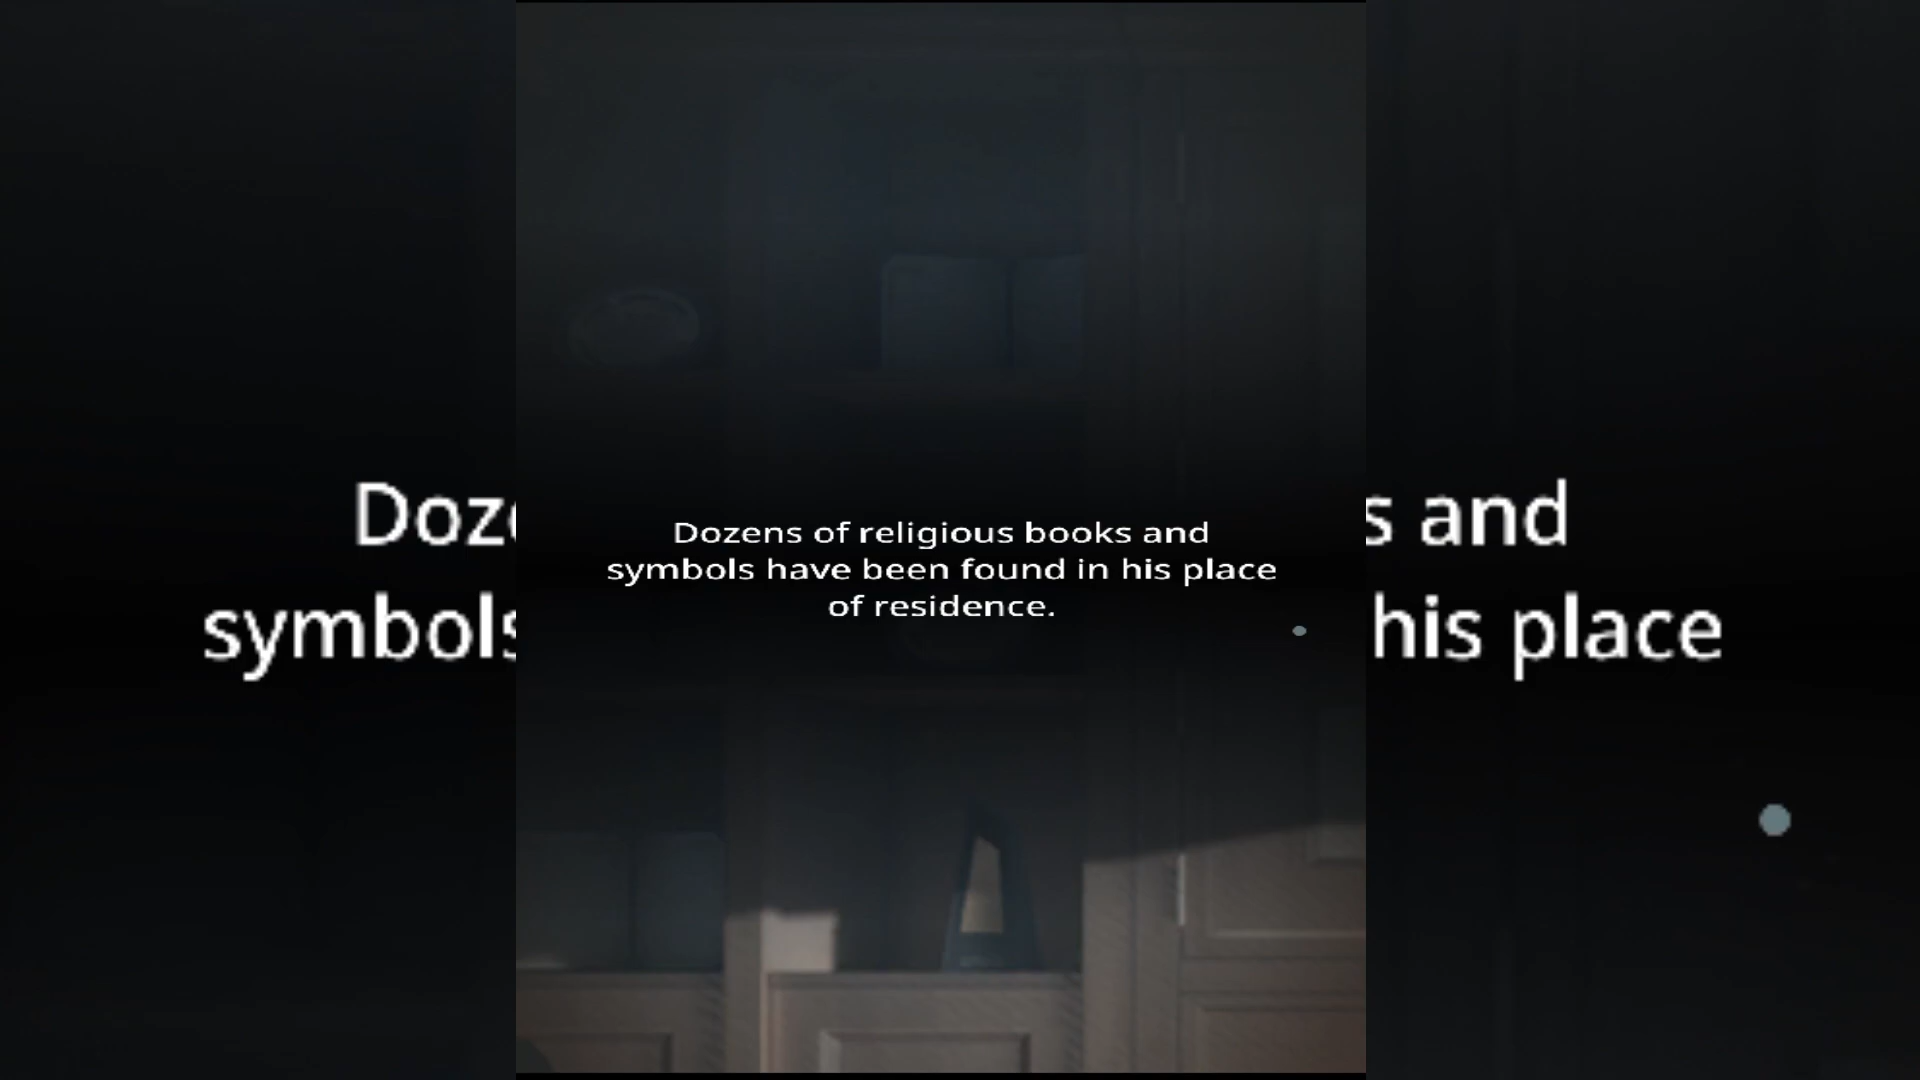 Dozens of religious books and
symbols have been found in his place
of residence.